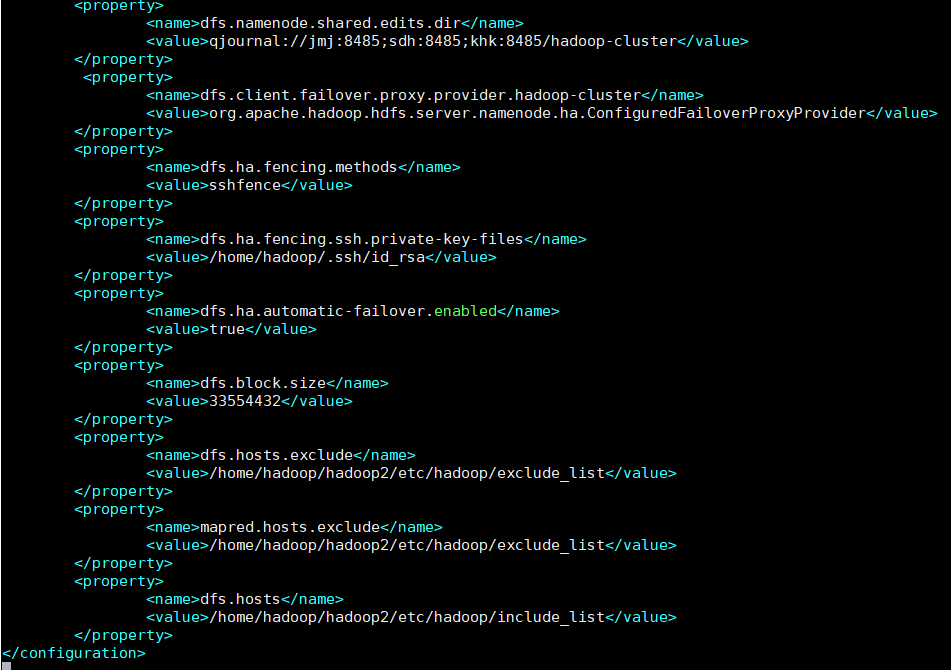 <property>
<name>dfs.namenode.shared.edits.dir</name>
<value>qjournal://jmj:8485;sdh:8485;khk:8485/hadoop-cluster</value>
</property>
<property>
<name>dfs.client.failover.proxy.provider.hadoop-cluster</name>
<value>org.apache.hadoop.hdfs.server.namenode.ha.ConfiguredFailoverProxyProvider</value>
</property>
<property>
<name>dfs.ha.fencing.methods</name>
<value>sshfence</value>
</property>
<property>
<name>dfs.ha.fencing.ssh.private-key-files</name>
<value>/home/hadoop/.ssh/id_rsa</value>
</property>
<property>
<name>dfs.ha.automatic-failover.enabled</name>
<value>true</value>
</property>
<property>
<name>dfs.block.size</name>
<value>33554432</value>
</property>
<property>
<name>dfs.hosts.exclude</name>
<value>/home/hadoop/hadoop2/etc/hadoop/exclude_list</value>
</property>
<property>
<name>mapred.hosts.exclude</name>
<value>/home/hadoop/hadoop2/etc/hadoop/exclude_list</value>
</property>
<property>
<name>dfs.hosts</name>
<value>/home/hadoop/hadoop2/etc/hadoop/include_list</value>
</property>
</configuration>